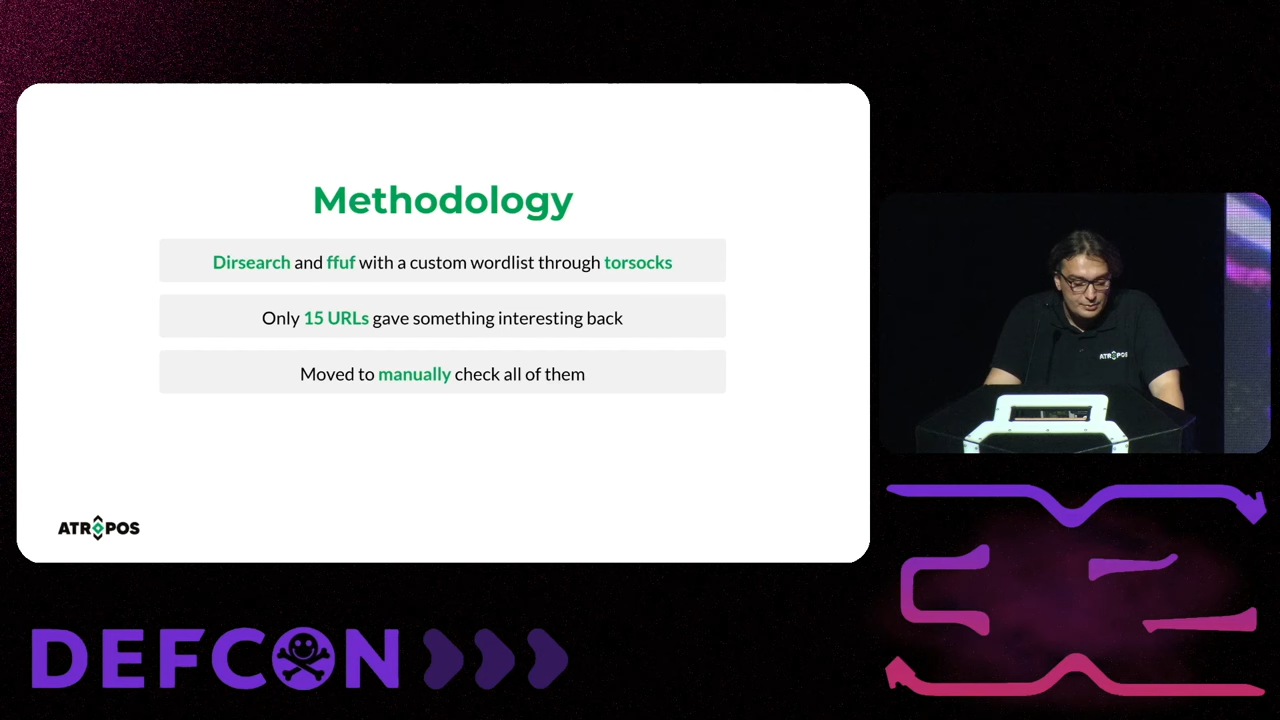 Methodology
Dirsearch and ffuf with a custom wordlist through torsocks
Only 15 URLs gave something interesting back
Moved to manually check all of them
ATROPOS
ATROPOS
DEFCON